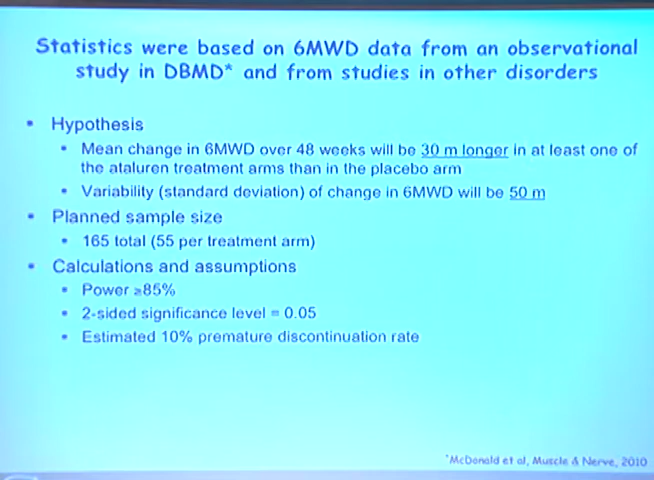 Statistics were based on 6MWD data from an observational
study in DBMD* and from studies in other disorders
• Hypothesis
• Mean change in 6MWD over 48 weeks will be 30 m longer in at least one of
the ataluren treatment arms than in the placebo arm
• Variability (standard deviation) of change in 6MWD will be 50 m
• Planned sample size
• 165 total (55 per treatment arm)
• Calculations and assumptions
• Power ≥85%
• 2-sided significance level = 0.05
• Estimated 10% premature discontinuation rate
*McDonald et al, Muscle & Nerve, 2010